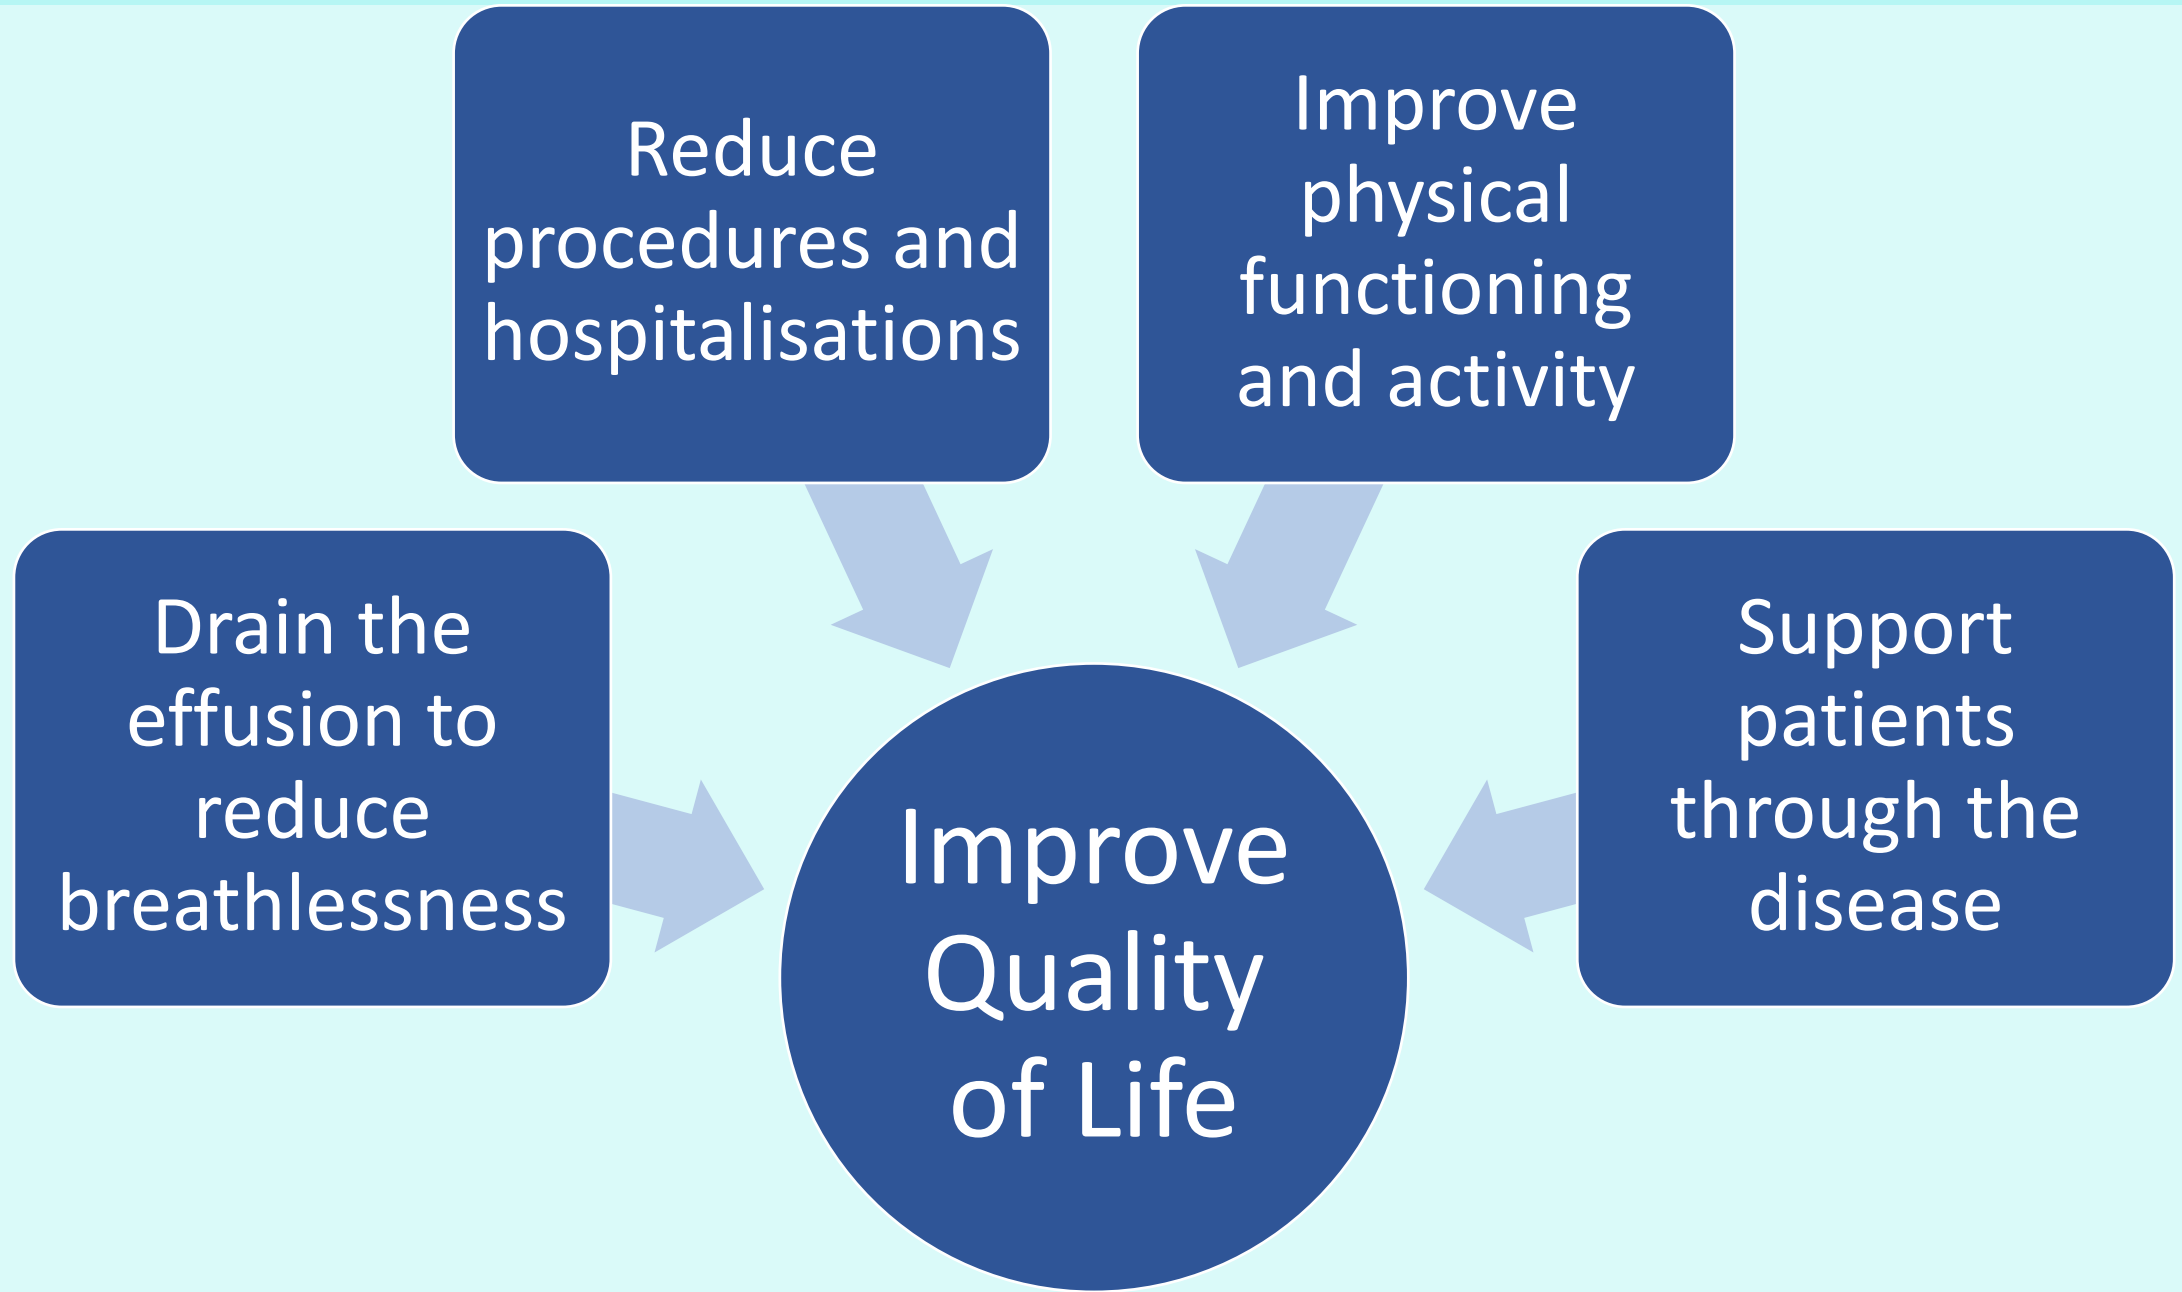 Reduce
procedures and
hospitalisations
Improve
physical
functioning
and activity
Drain the
effusion to
reduce
breathlessness
Support
patients
through the
disease
Improve
Quality
of Life